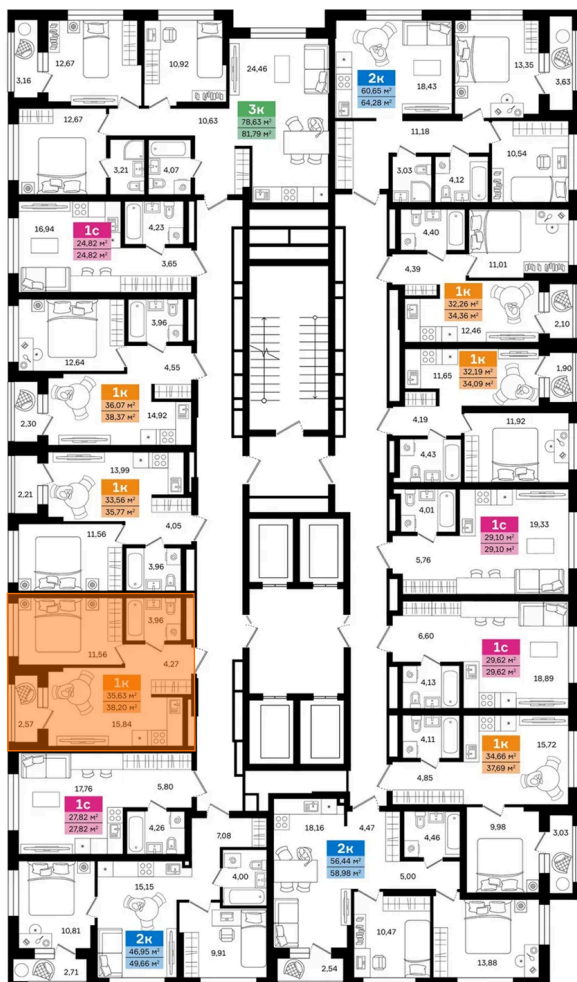 3,16
12,67
10,92
24,46
3к
78,63 м²
81,79 м²
12,67
10,63
3,21
4,07
2к
60,65 м²
64,28 м²
18,43
13,35
3,63
11,18
3,03
4,12
10,54
16,94
1с
24,82 м²
24,82 м²
4,23
3,65
4,40
11,01
4,39
1к
32,26 м²
34,36 м²
12,46
2,10
12,64
3,96
4,55
1к
36,07 м²
38,37 м²
14,92
2,30
11,65
1к
32,19 м²
34,09 м²
1,90
4,19
4,43
11,92
2,21
13,99
1к
33,56 м²
35,77 м²
4,05
11,56
3,96
4,01
1с
29,10 м²
29,10 м²
19,33
5,76
11,56
3,96
4,27
1к
35,63 м²
38,20 м²
2,57
15,84
6,60
1с
29,62 м²
29,62 м²
4,13
18,89
4,11
1к
34,66 м²
37,69 м²
15,72
4,85
17,76
5,80
1с
27,82 м²
27,82 м²
4,26
7,08
18,16
4,47
2к
56,44 м²
58,98 м²
4,46
5,00
9,98
3,03
4,00
15,15
10,81
2к
46,95 м²
49,66 м²
2,71
9,91
2,54
10,47
13,88